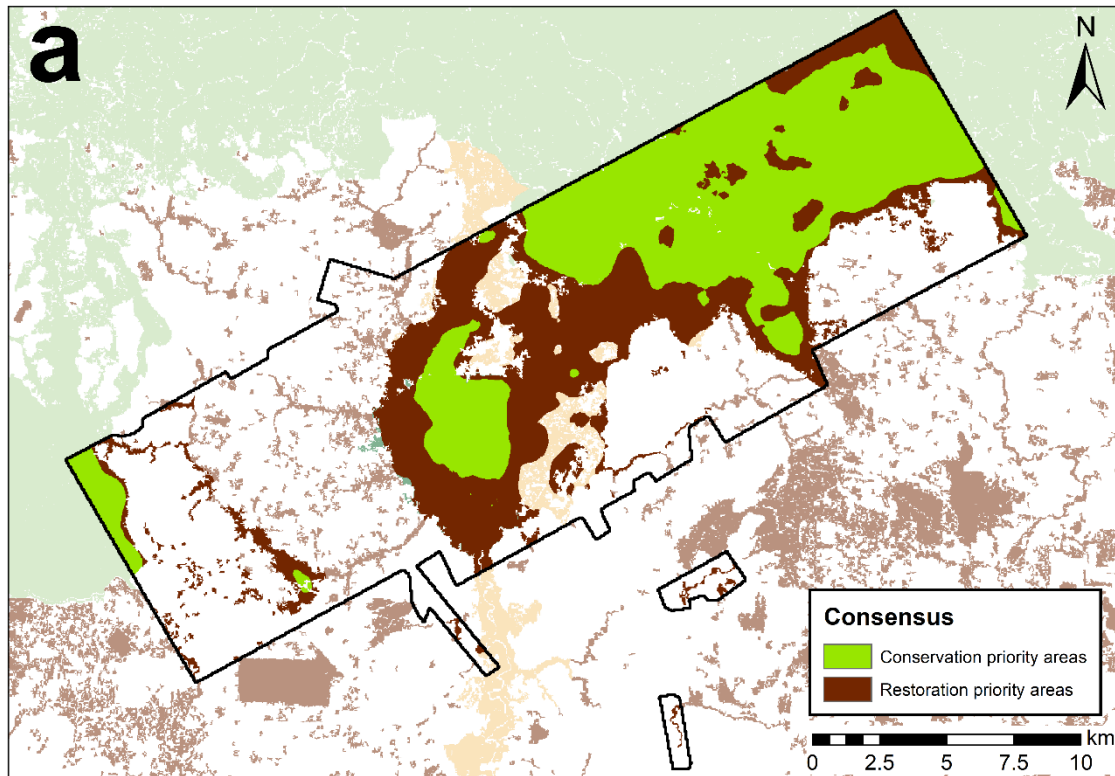 a
N
Consensus
Conservation priority areas
Restoration priority areas
km
0 2.5 5 7.5 10